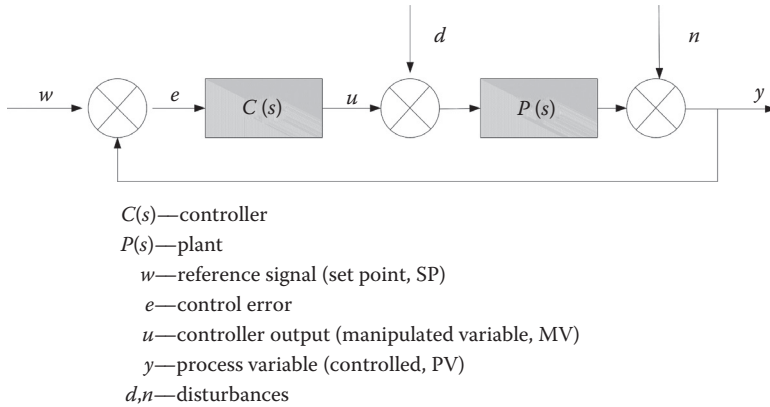 d
n
w
e
C (s)
u
P (s)
y
C(s)—controller
P(s)—plant
w—reference signal (set point, SP)
e—control error
u—controller output (manipulated variable, MV)
y—process variable (controlled, PV)
d,n—disturbances